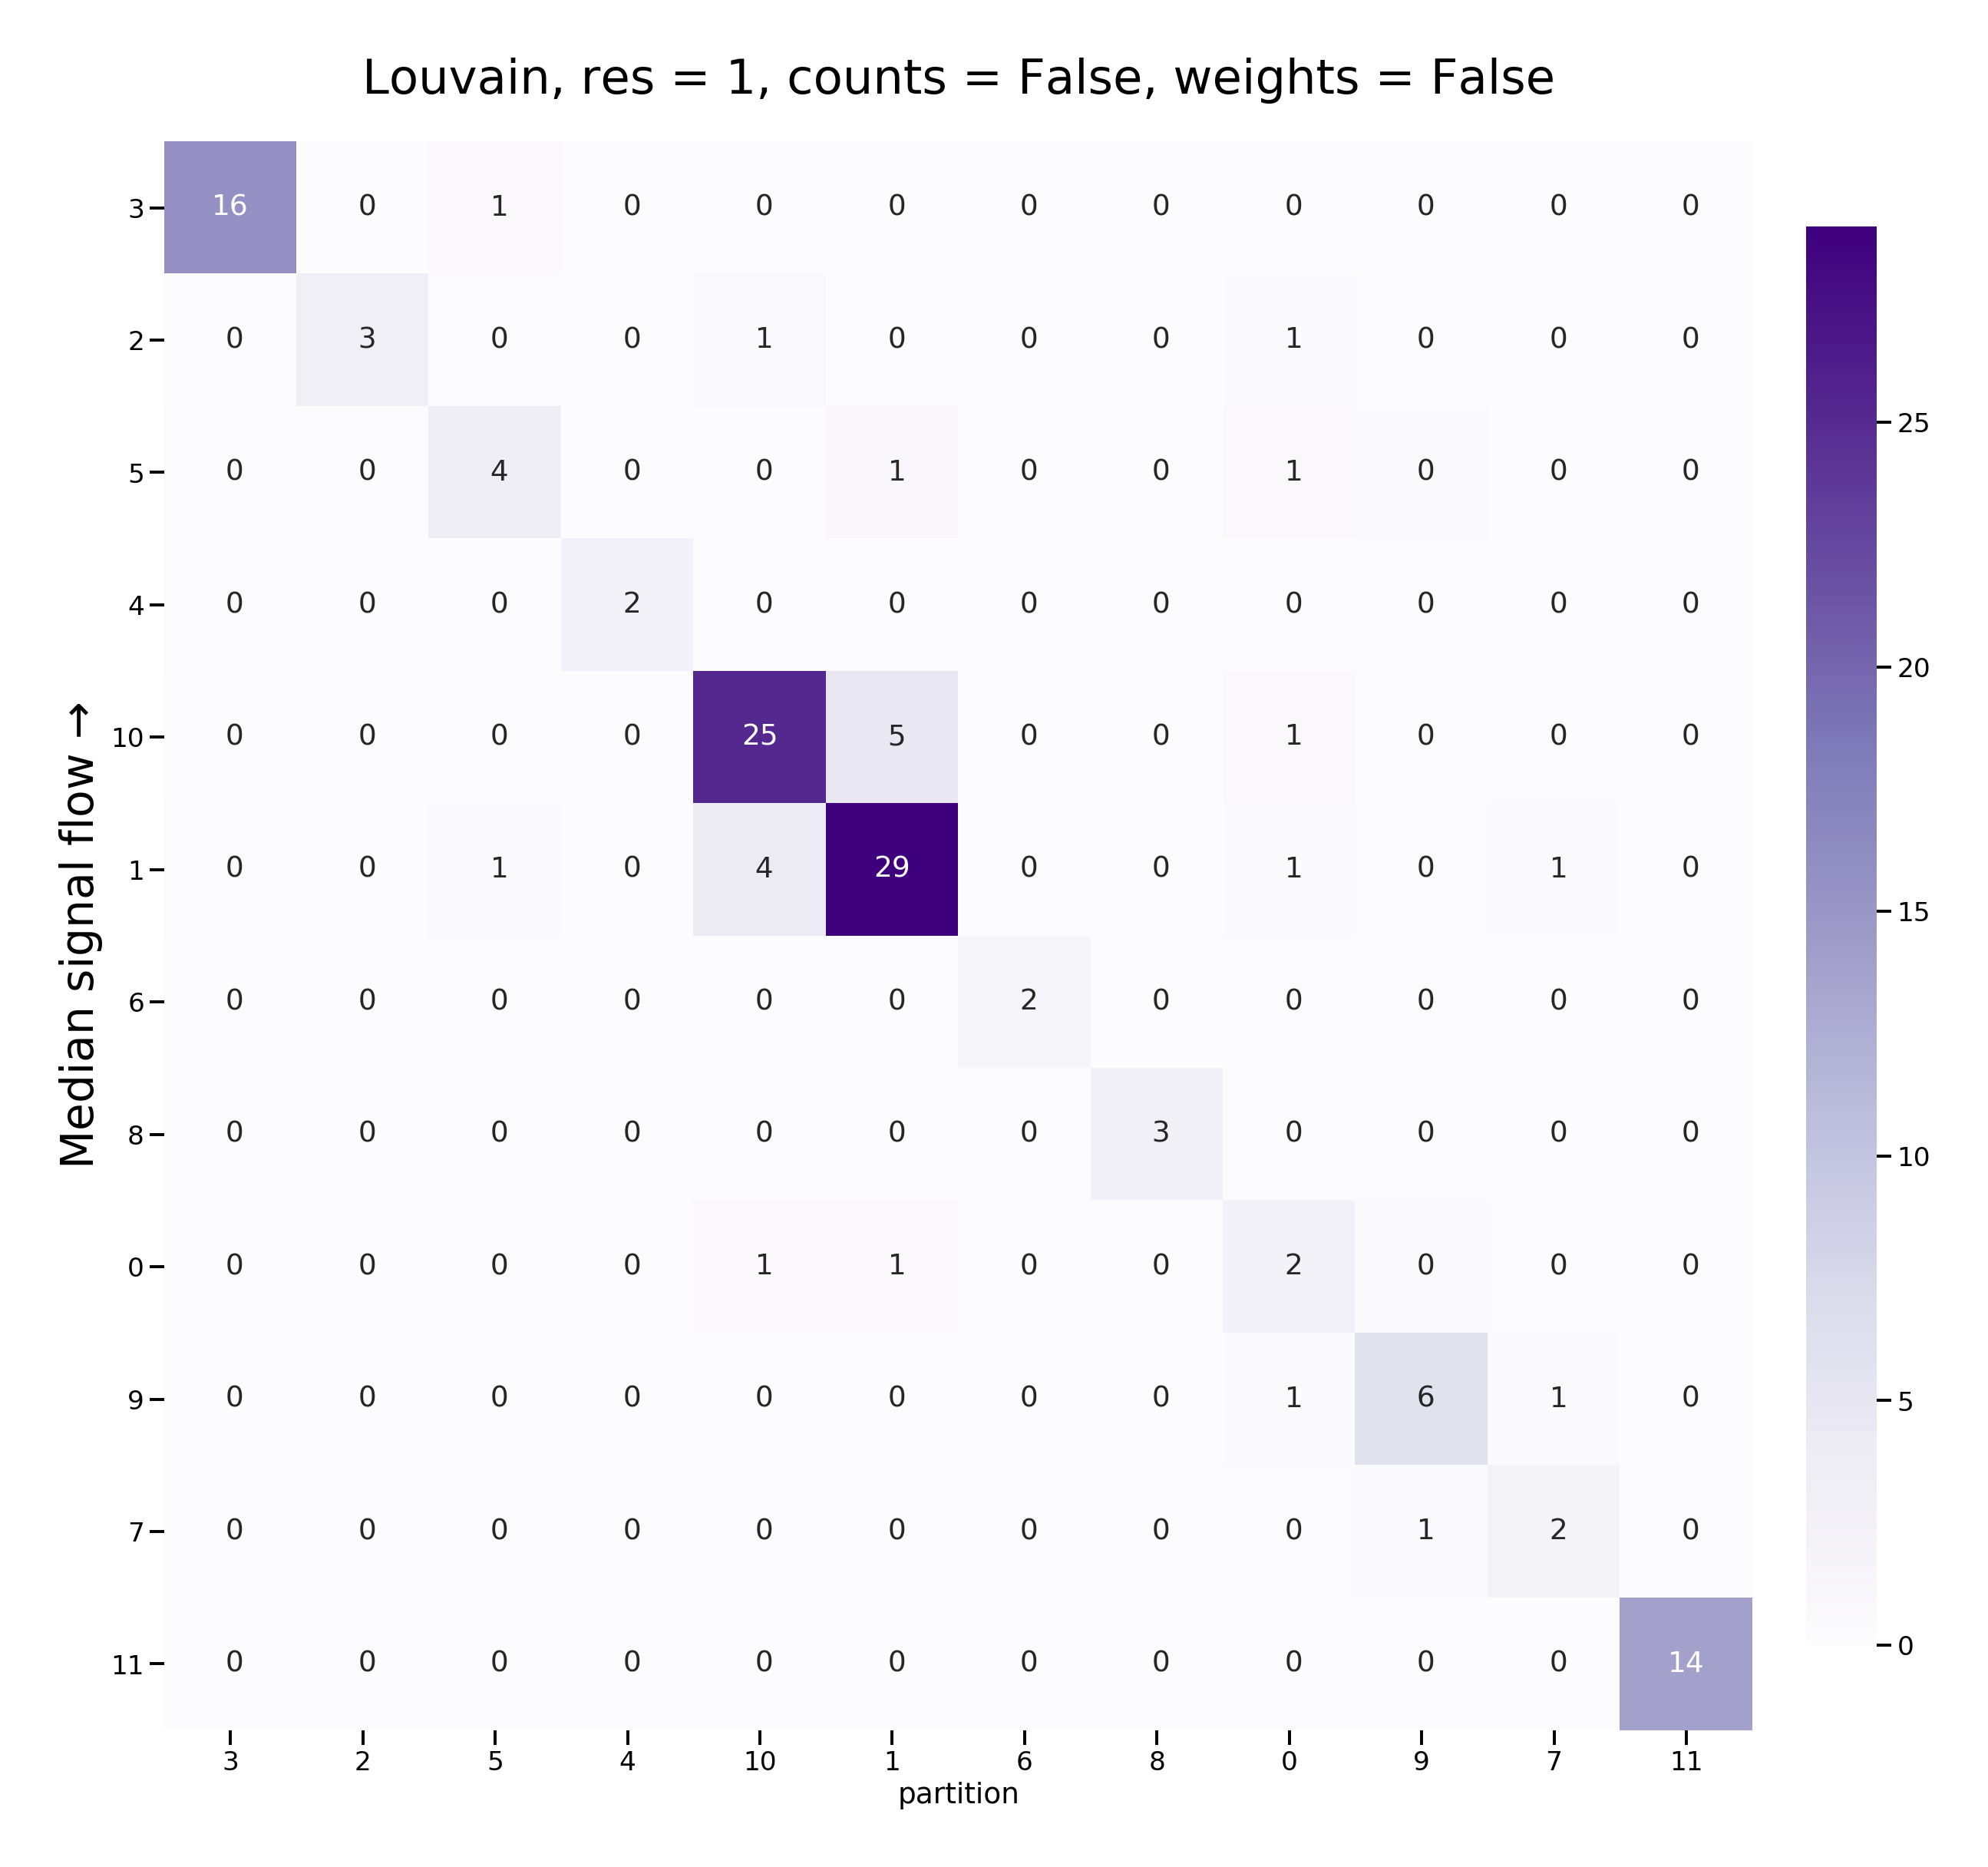 Louvain, res = 1, counts = False, weights = False
Median signal flow →
3 16 0 1 0 0 0 0 0 0 0 0 0
2 0 3 0 0 1 0 0 0 1 0 0 0
5 0 0 4 0 0 1 0 0 1 0 0 0
4 0 0 0 2 0 0 0 0 0 0 0 0
10 0 0 0 0 25 5 0 0 1 0 0 0
1 0 0 1 0 4 29 0 0 1 0 1 0
6 0 0 0 0 0 0 2 0 0 0 0 0
8 0 0 0 0 0 0 0 3 0 0 0 0
0 0 0 0 0 1 1 0 0 2 0 0 0
9 0 0 0 0 0 0 0 0 1 6 1 0
7 0 0 0 0 0 0 0 0 0 1 2 0
11 0 0 0 0 0 0 0 0 0 0 0 14
3 2 5 4 10 1 6 8 0 9 7 11
partition
25
20
15
10
5
0